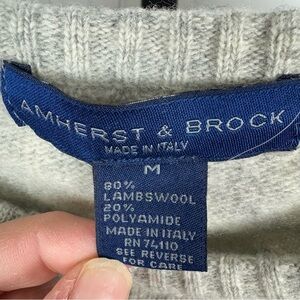 AMHERST & BROCK
MADE IN ITALY
M
80%
LAMBSWOOL
20%
POLYAMIDE
MADE IN ITALY
RN 74110
SEE REVERSE
FOR CARE